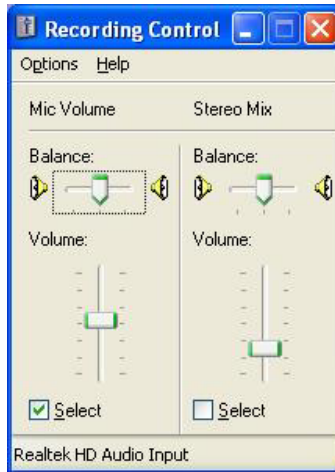 Recording Control
Options Help
Mic Volume
Stereo Mix
Balance:
Balance:
Volume:
Volume:
Select
Select
Realtek HD Audio Input